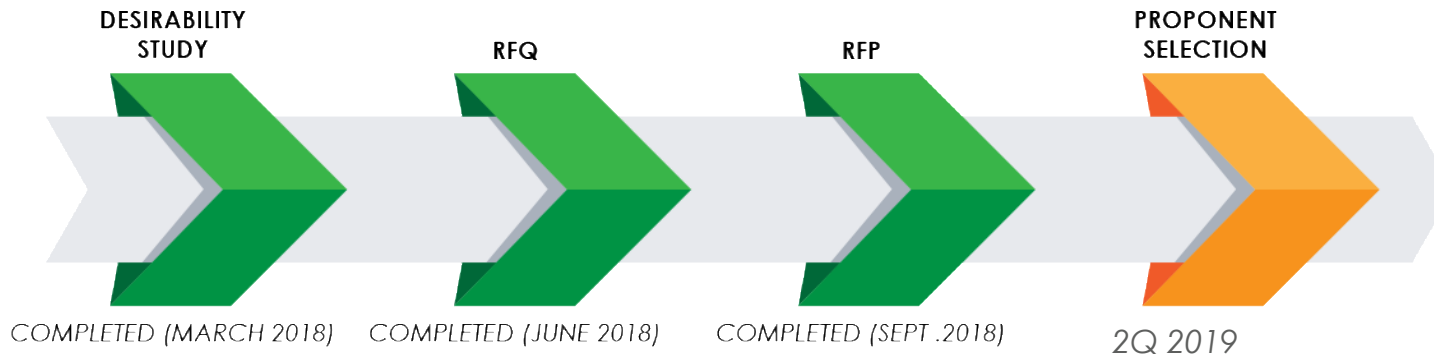 DESIRABILITY
STUDY
RFQ
RFP
PROPONENT
SELECTION
COMPLETED (MARCH 2018)
COMPLETED (JUNE 2018)
COMPLETED (SEPT .2018)
2Q 2019